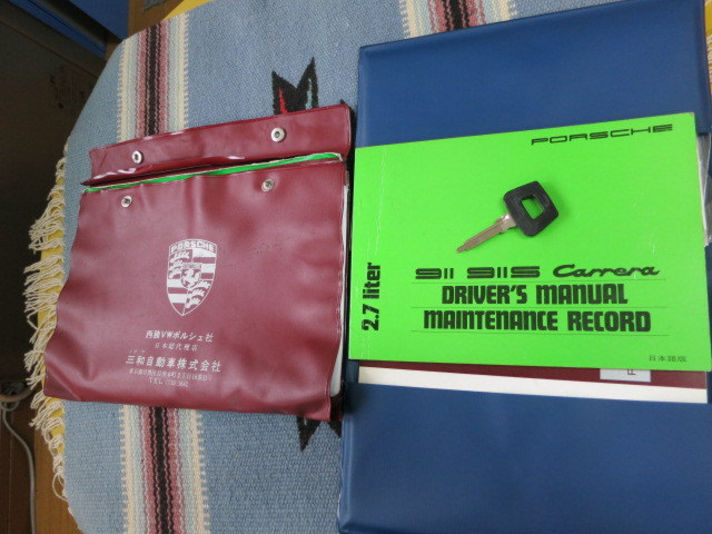 PORSCHE
西独VWポルシェ社
日本総代理店
三和自動車株式会社
PORSCHE
2.7 liter
911 911S Carrera
DRIVER'S MANUAL
MAINTENANCE RECORD
日本語版